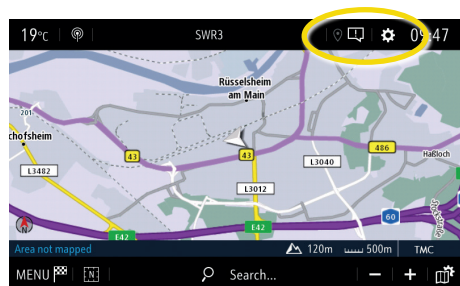 19°C
SWR3
09:47
Rüsselsheim
am Main
201
chofsheim
43
43
486
Haßloch
L3482
L3040
L3012
60
E42
E42
N
Area not mapped
120m
500m
TMC
MENU
N
Search...